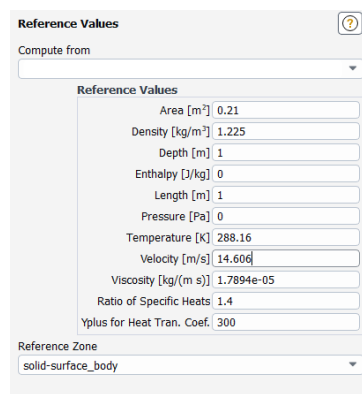 Reference Values
?
Compute from
Reference Values
Area [m²] 0.21
Density [kg/m³] 1.225
Depth [m] 1
Enthalpy [J/kg] 0
Length [m] 1
Pressure [Pa] 0
Temperature [K] 288.16
Velocity [m/s] 14.606
Viscosity [kg/(m s)] 1.7894e-05
Ratio of Specific Heats 1.4
Yplus for Heat Tran. Coef. 300
Reference Zone
solid-surface_body